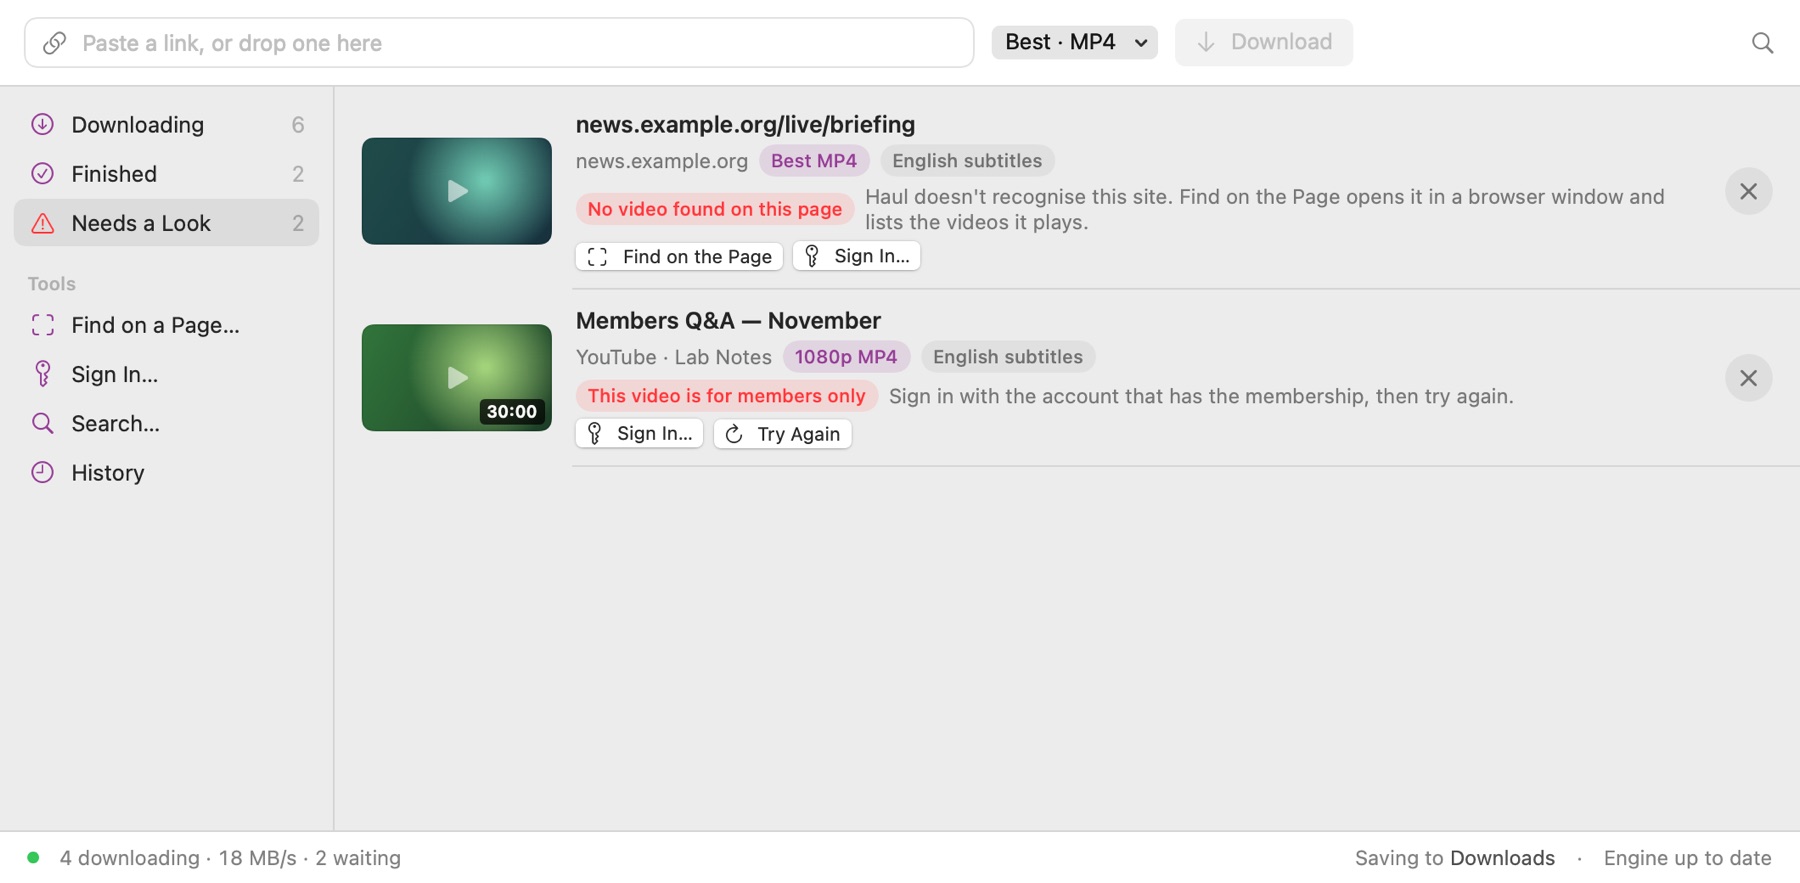 Paste a link, or drop one here
Best · MP4
Download
Downloading 6
Finished 2
Needs a Look 2
Tools
Find on a Page...
Sign In...
Search...
History
news.example.org/live/briefing
news.example.org Best MP4 English subtitles
No video found on this page
Haul doesn't recognise this site. Find on the Page opens it in a browser window and
lists the videos it plays.
Find on the Page Sign In...
30:00
Members Q&A — November
YouTube · Lab Notes 1080p MP4 English subtitles
This video is for members only Sign in with the account that has the membership, then try again.
Sign In... Try Again
4 downloading · 18 MB/s · 2 waiting
Saving to Downloads · Engine up to date